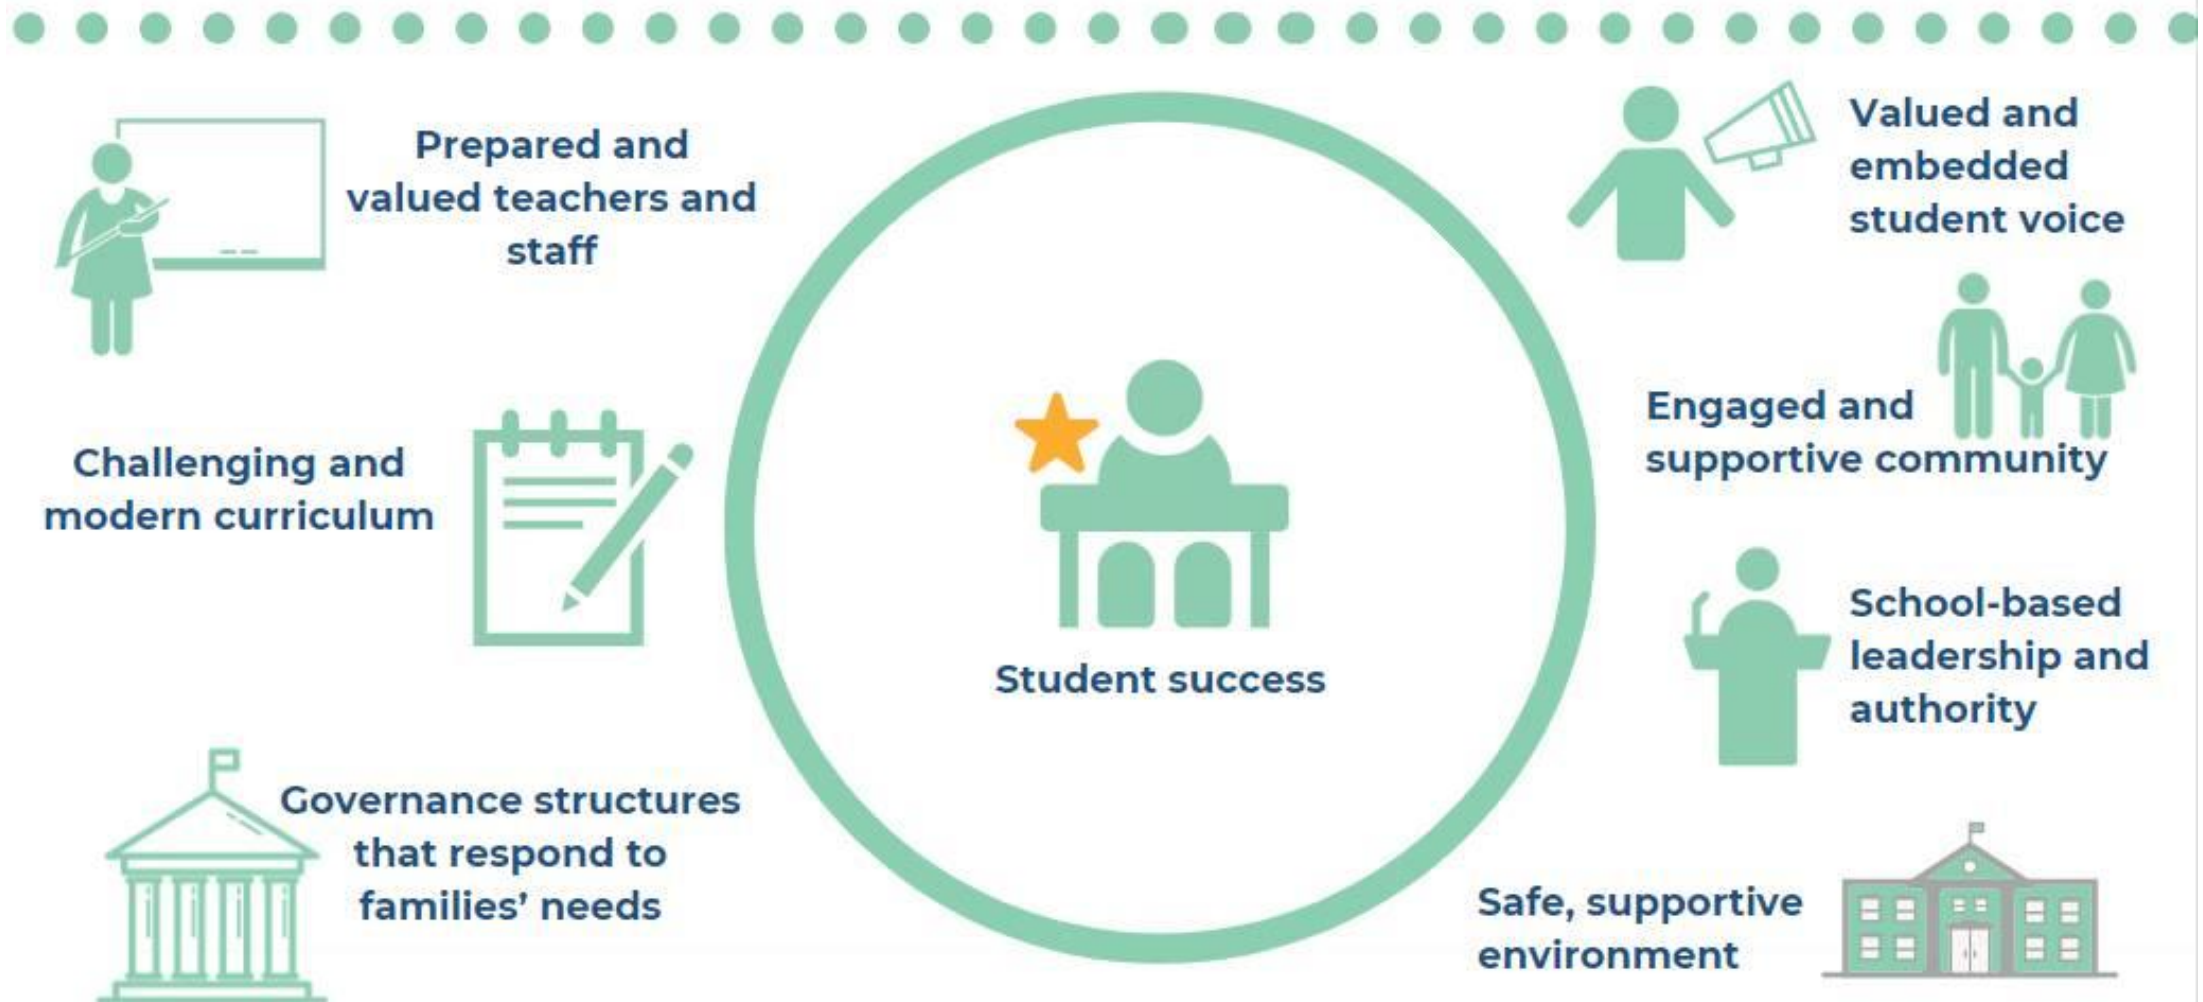 Prepared and
valued teachers and
staff
Challenging and
modern curriculum
Governance structures
that respond to
families’ needs
Student success
Valued and
embedded
student voice
Engaged and
supportive community
School-based
leadership and
authority
Safe, supportive
environment